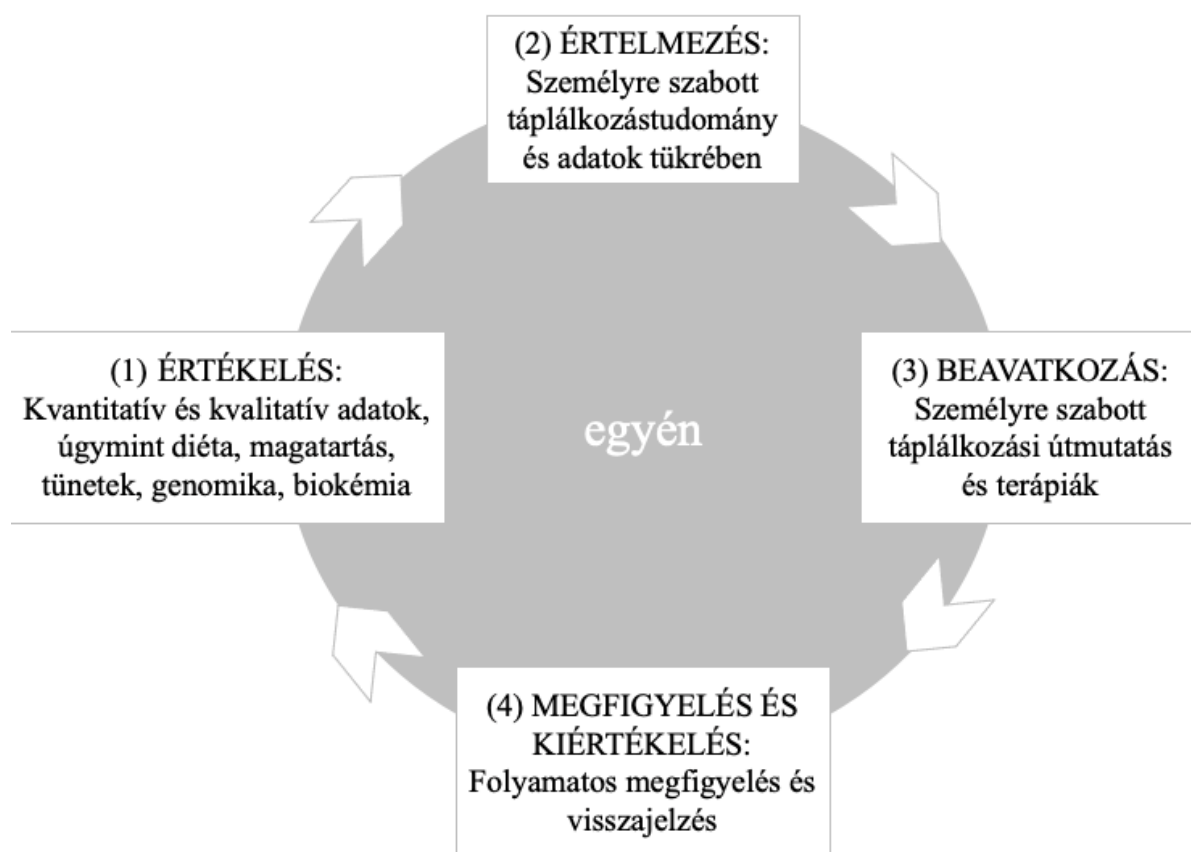 (2) ÉRTELMEZÉS:
Személyre szabott
táplálkozástudomány
és adatok tükrében
(1) ÉRTÉKELÉS:
Kvantitatív és kvalitatív adatok,
úgymint diéta, magatartás,
tünetek, genomika, biokémia
egyén
(3) BEAVATKOZÁS:
Személyre szabott
táplálkozási útmutatás
és terápiák
(4) MEGFIGYELÉS ÉS
KIÉRTÉKELÉS:
Folyamatos megfigyelés és
visszajelzés